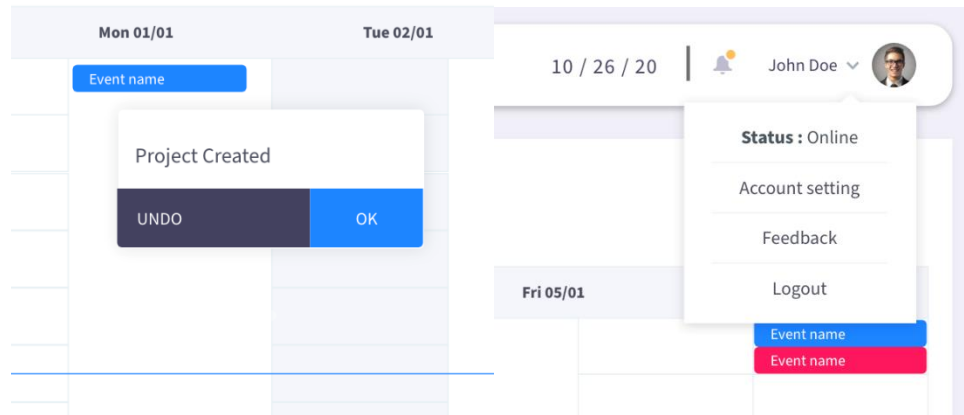 Mon 01/01
Tue 02/01
Event name
Project Created
UNDO
OK
10 / 26 / 20
John Doe
Status : Online
Account setting
Feedback
Logout
Fri 05/01
Event name
Event name